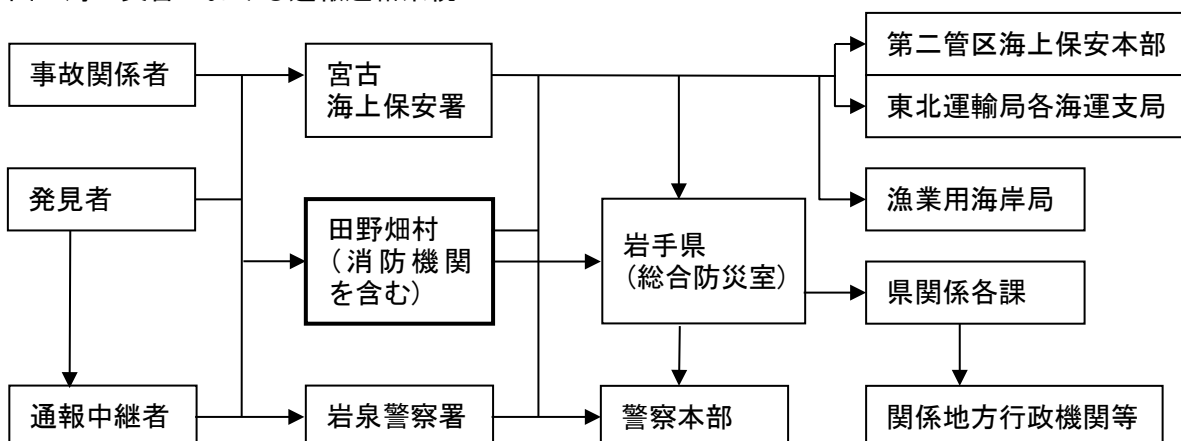 事故関係者
宮古
海上保安署
第二管区海上保安本部
東北運輸局各海運支局
発見者
田野畑村
（消防機関
を含む）
岩手県
（総合防災室）
漁業用海岸局
県関係各課
通報中継者
岩泉警察署
警察本部
関係地方行政機関等